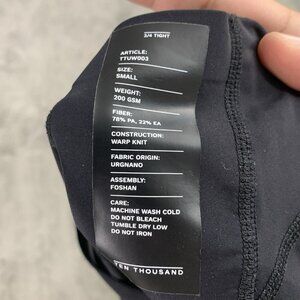 3/4 TIGHT
ARTICLE:
TTUW003
SIZE:
SMALL
WEIGHT:
200 GSM
FIBER:
78% PA, 22% EA
CONSTRUCTION:
WARP KNIT
FABRIC ORIGIN:
URGNANO
ASSEMBLY:
FOSHAN
CARE:
MACHINE WASH COLD
DO NOT BLEACH
TUMBLE DRY LOW
DO NOT IRON
TEN THOUSAND